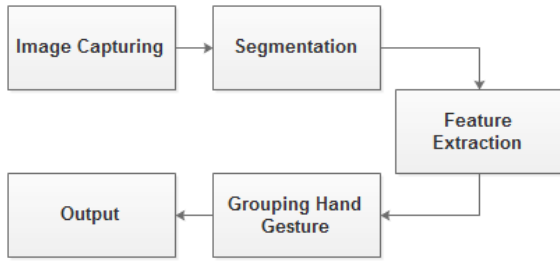 Image Capturing
Segmentation
Feature
Extraction
Grouping Hand
Gesture
Output